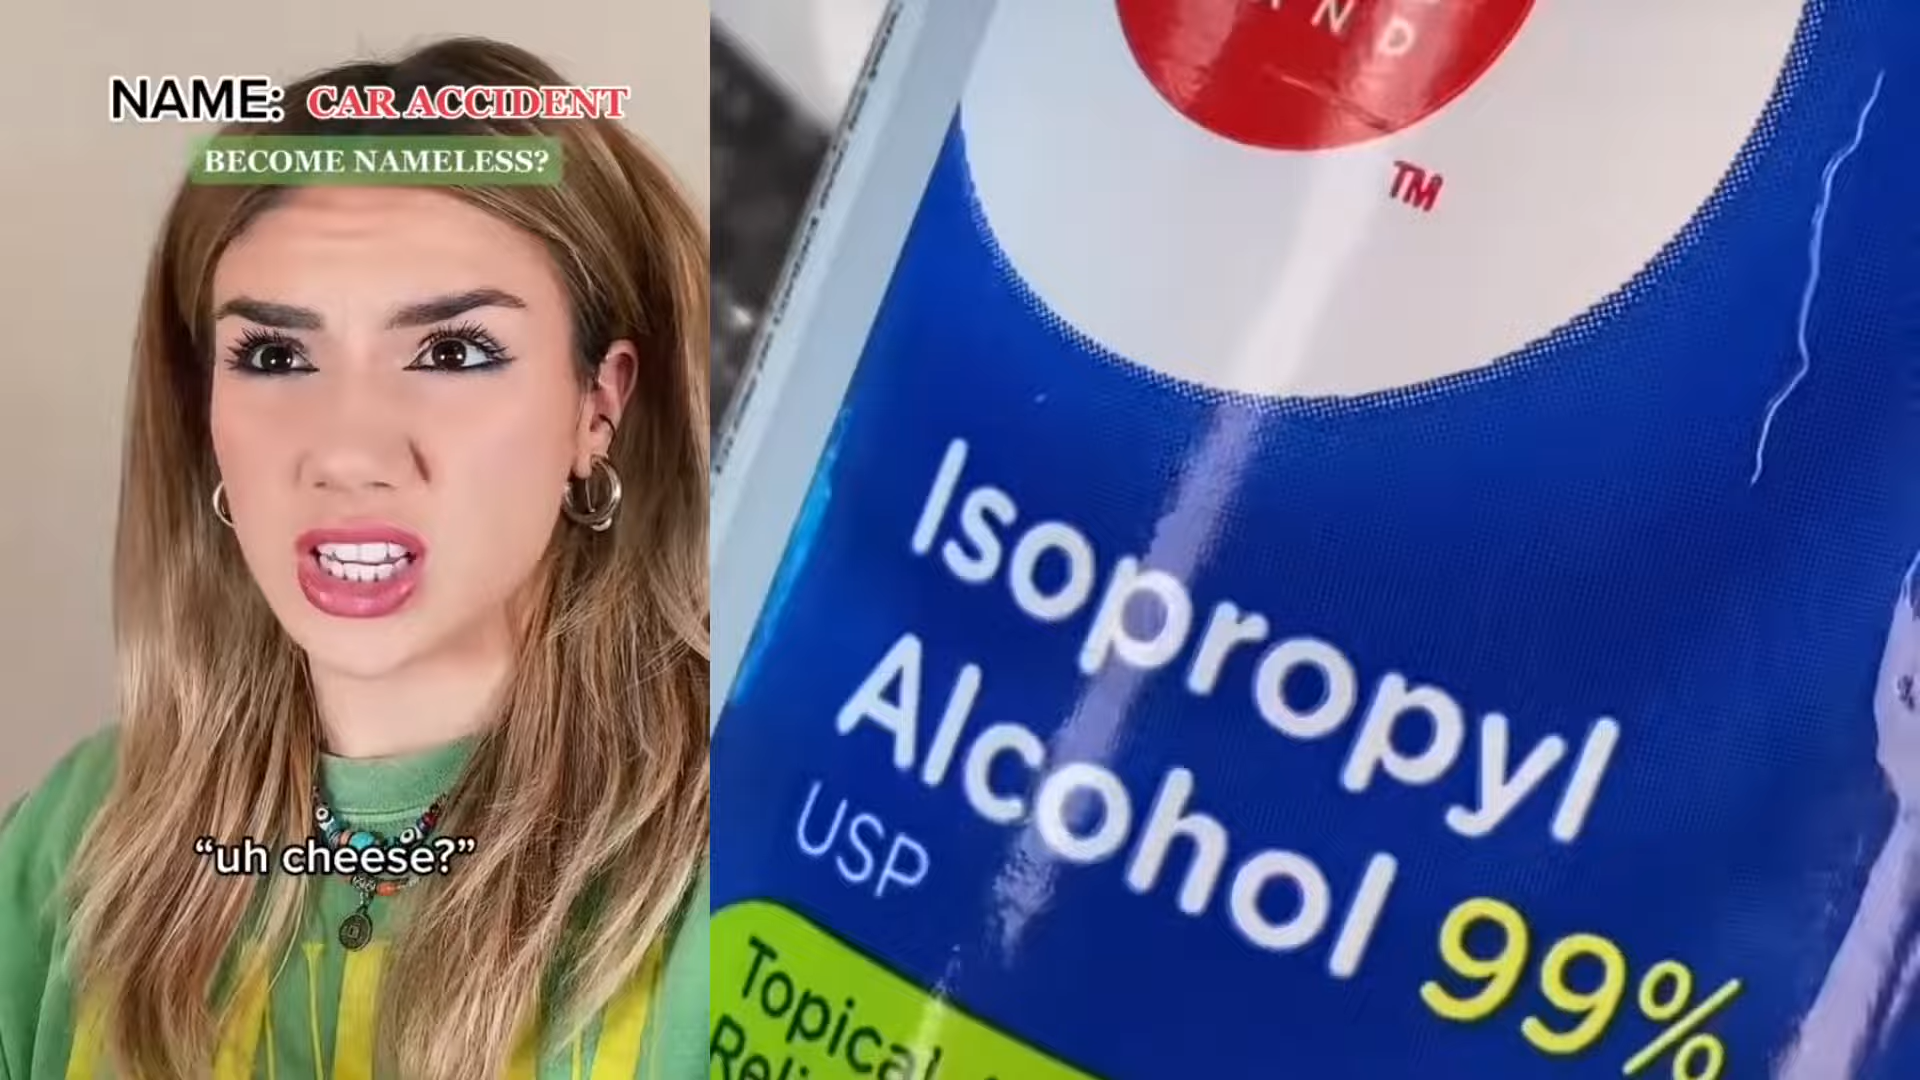 NAME: CAR ACCIDENT
BECOME NAMELESS?
“uh cheese?”
TM
Isopropyl
Alcohol 99%
USP
Topical